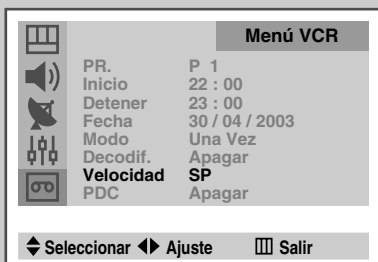 Menú VCR
PR. P 1
Inicio 22 : 00
Detener 23 : 00
Fecha 30 / 04 / 2003
Modo Una Vez
Decodif. Apagar
Velocidad SP
PDC Apagar
Seleccionar Ajuste Salir